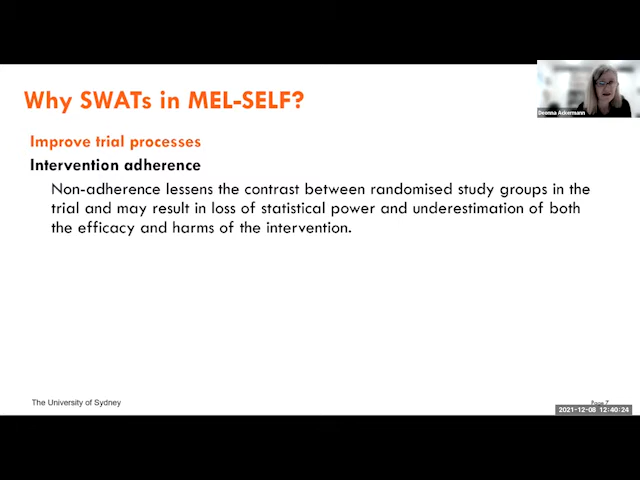 Why SWATs in MEL-SELF?
Deonna Ackermann
Improve trial processes
Intervention adherence
Non-adherence lessens the contrast between randomised study groups in the
trial and may result in loss of statistical power and underestimation of both
the efficacy and harms of the intervention.
The University of Sydney
Page 7
2021-12-08 12:40:24